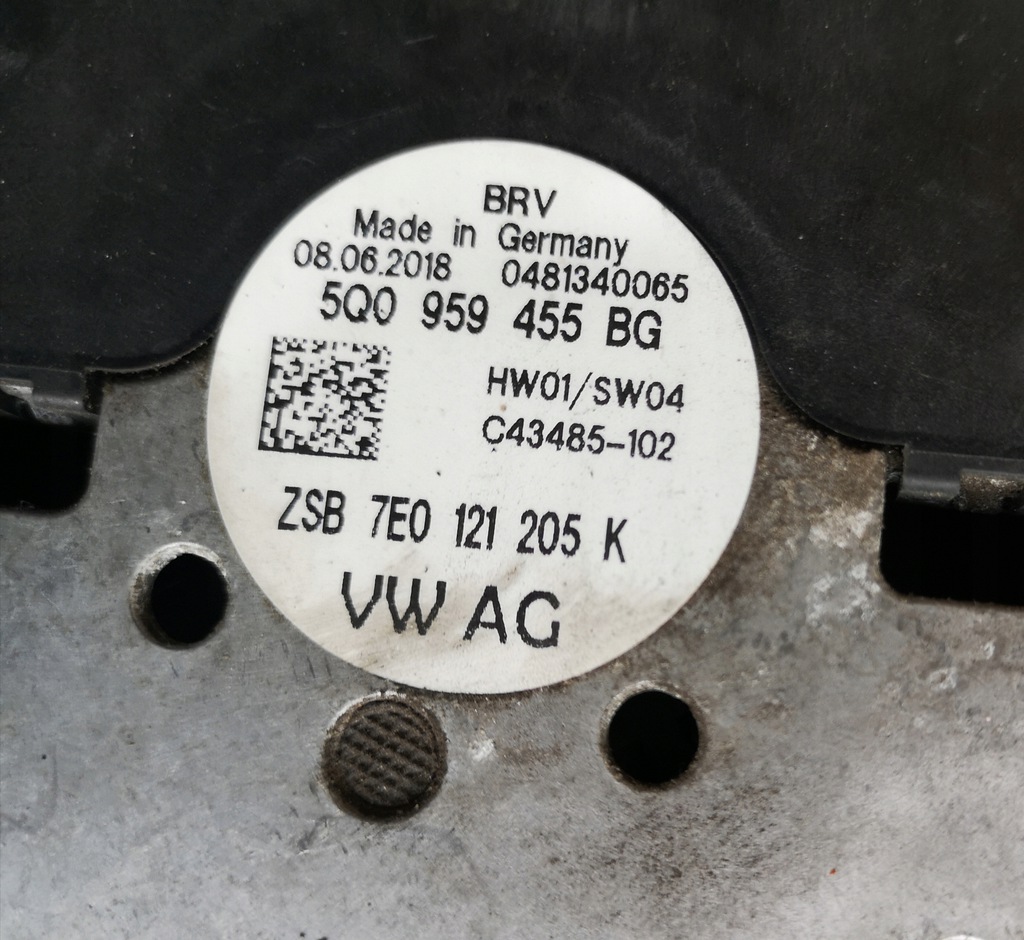 BRV
Made in Germany
08.06.2018 0481340065
5Q0 959 455 BG
HW01/SW04
C43485-102
ZSB 7E0 121 205 K
VW AG